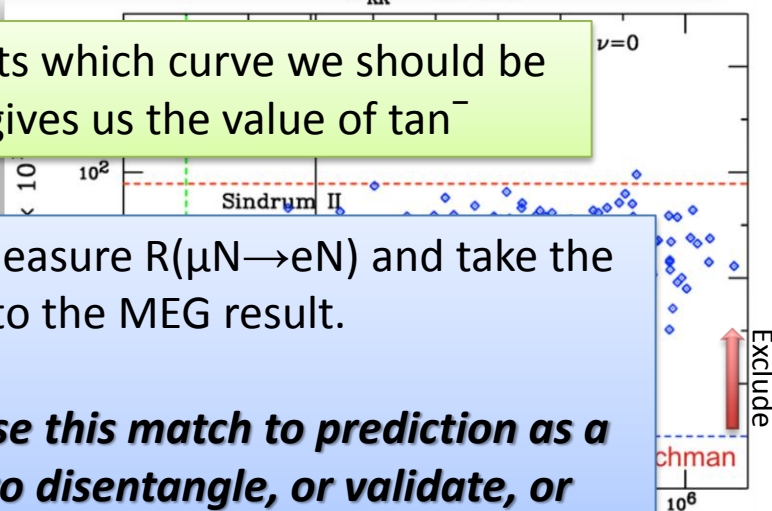 ν=0
ts which curve we should be
gives us the value of tan‾
10²
Sindrum II
easure R(μN→eN) and take the
to the MEG result.
Exclude
se this match to prediction as a
chman
o disentangle, or validate, or
10⁶